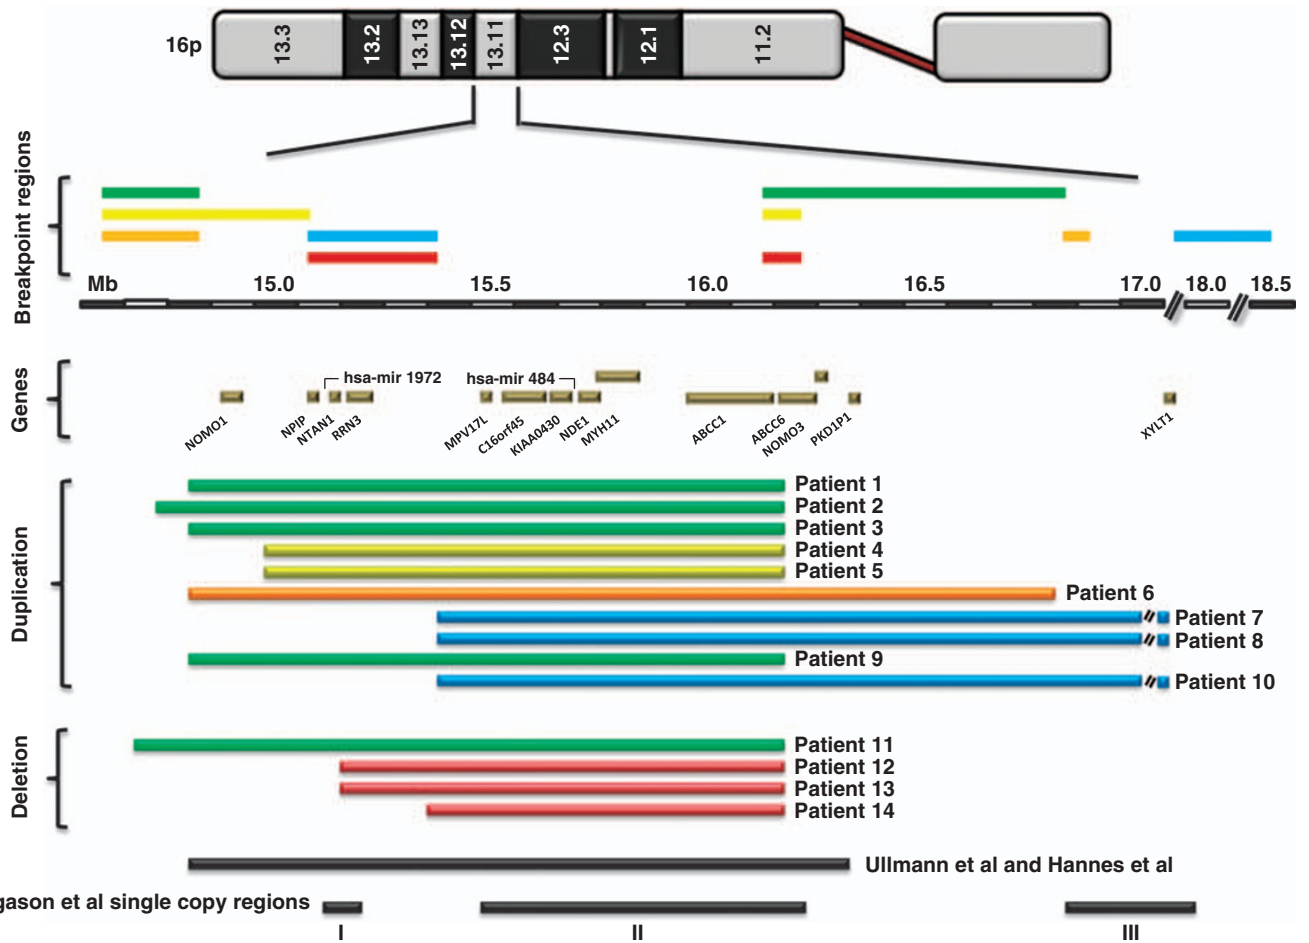 16p
13.3
13.2
13.13
13.12
13.11
12.3
12.1
11.2
Breakpoint regions
Mb 15.0 15.5 16.0 16.5 17.0 18.0 18.5
Genes
hsa-mir 1972 hsa-mir 484
NOMO1 NPIP NTAN1 RRN3 MPV17L C16orf45 KIAA0430 NDE1 MYH11 ABCC1 ABCC6 NOMO3 PKD1P1 XYLT1
Duplication
Patient 1
Patient 2
Patient 3
Patient 4
Patient 5
Patient 6
Patient 7
Patient 8
Patient 9
Patient 10
Deletion
Patient 11
Patient 12
Patient 13
Patient 14
Ullmann et al and Hannes et al
gason et al single copy regions
I II III